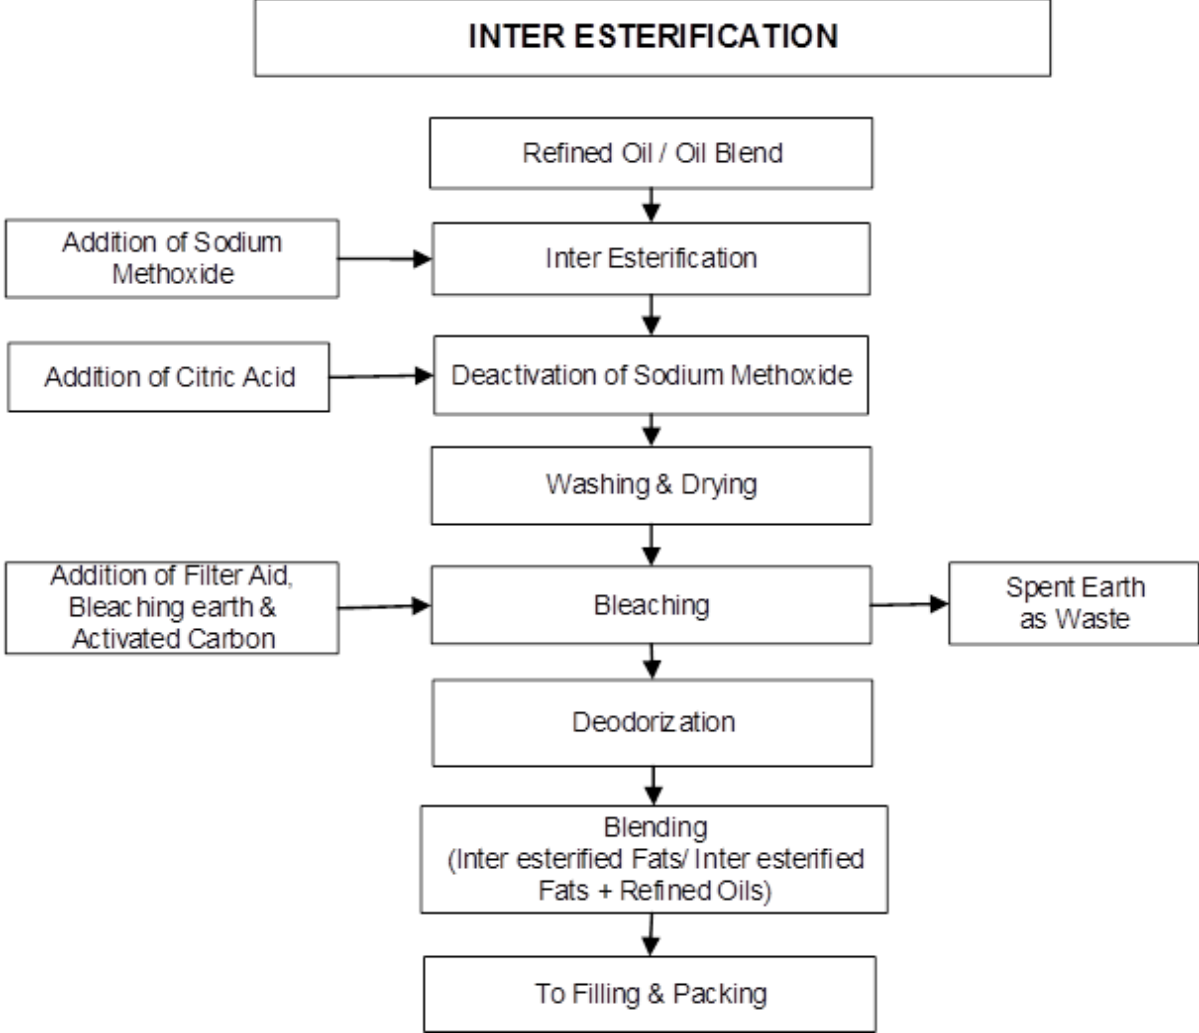 INTER ESTERIFICATION
Refined Oil / Oil Blend
Addition of Sodium
Methoxide
Inter Esterification
Addition of Citric Acid
Deactivation of Sodium Methoxide
Washing & Drying
Addition of Filter Aid,
Bleaching earth &
Activated Carbon
Bleaching
Spent Earth
as Waste
Deodorization
Blending
(Inter esterified Fats/ Inter esterified
Fats + Refined Oils)
To Filling & Packing